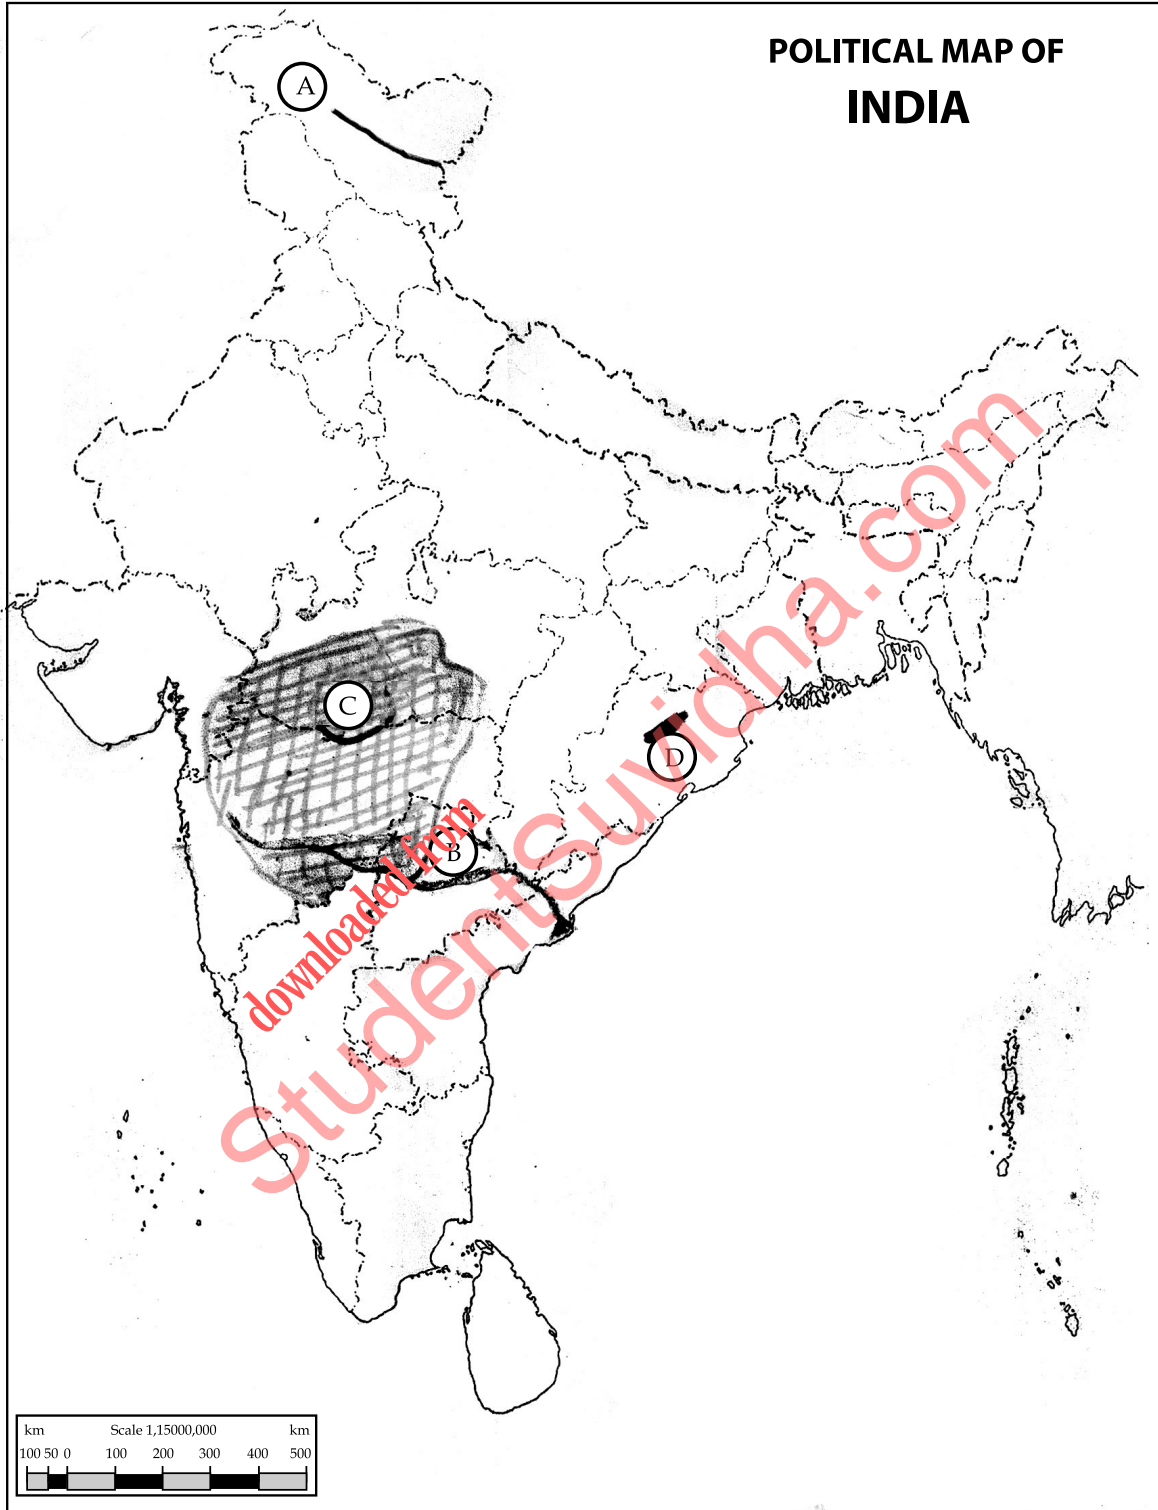 POLITICAL MAP OF
INDIA
A
C
D
B
downloaded from
StudentSuvidha.com
km Scale 1,15000,000 km
100 50 0 100 200 300 400 500